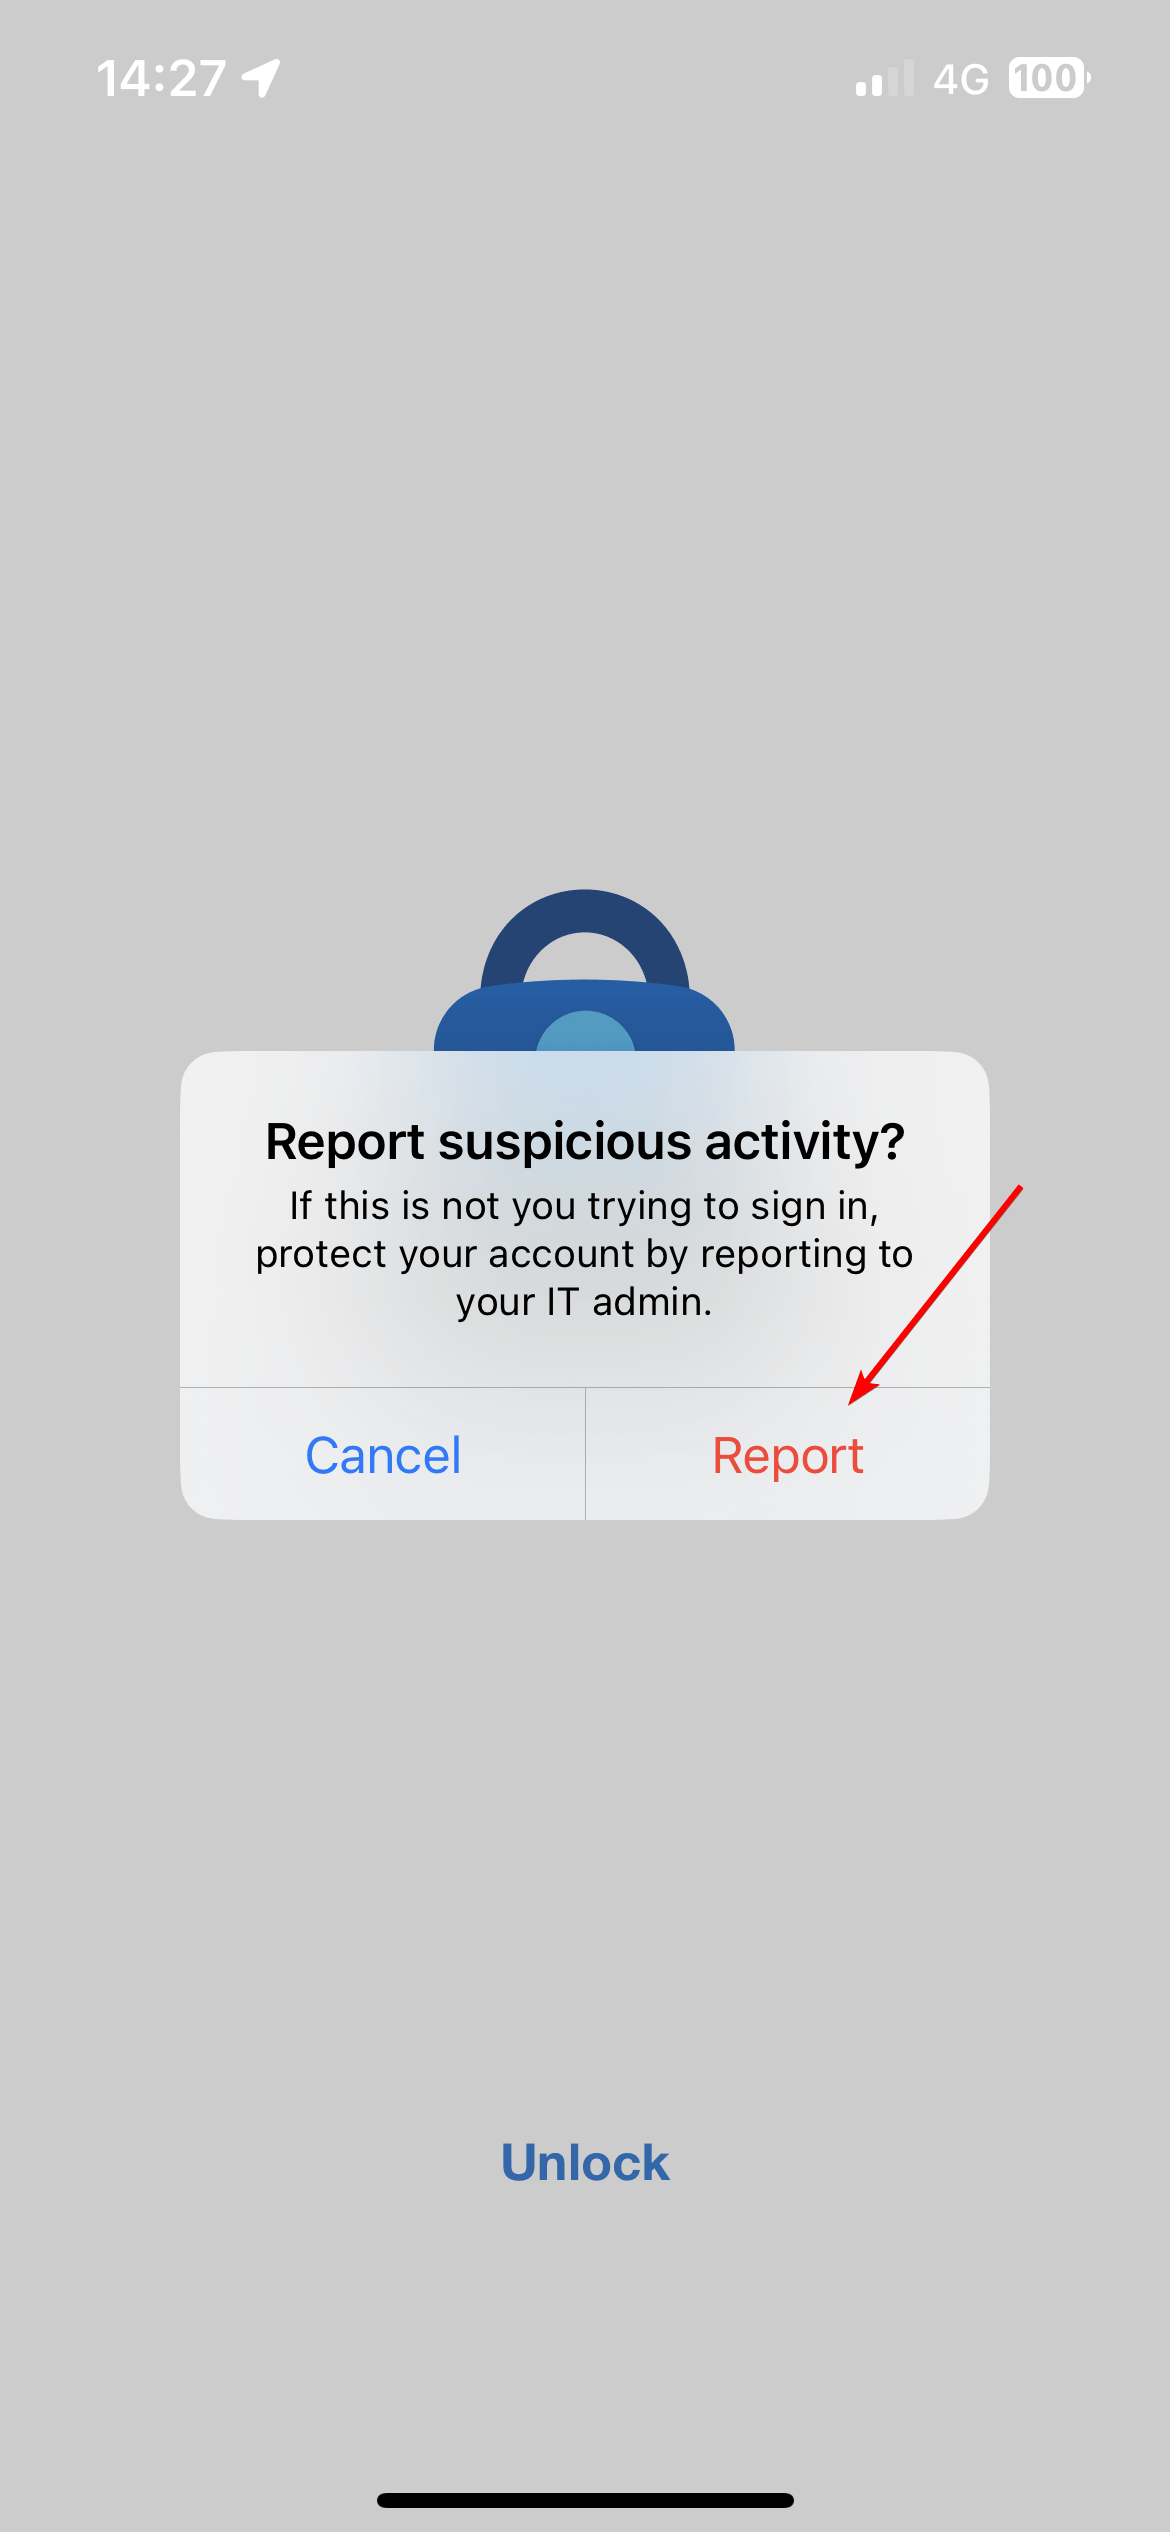 14:27
4G
100
Report suspicious activity?
If this is not you trying to sign in,
protect your account by reporting to
your IT admin.
Cancel
Report
Unlock